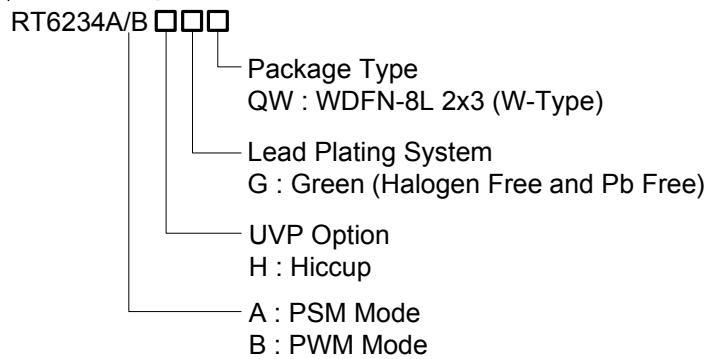 RT6234A/B
Package Type
QW : WDFN-8L 2x3 (W-Type)
Lead Plating System
G : Green (Halogen Free and Pb Free)
UVP Option
H : Hiccup
A : PSM Mode
B : PWM Mode